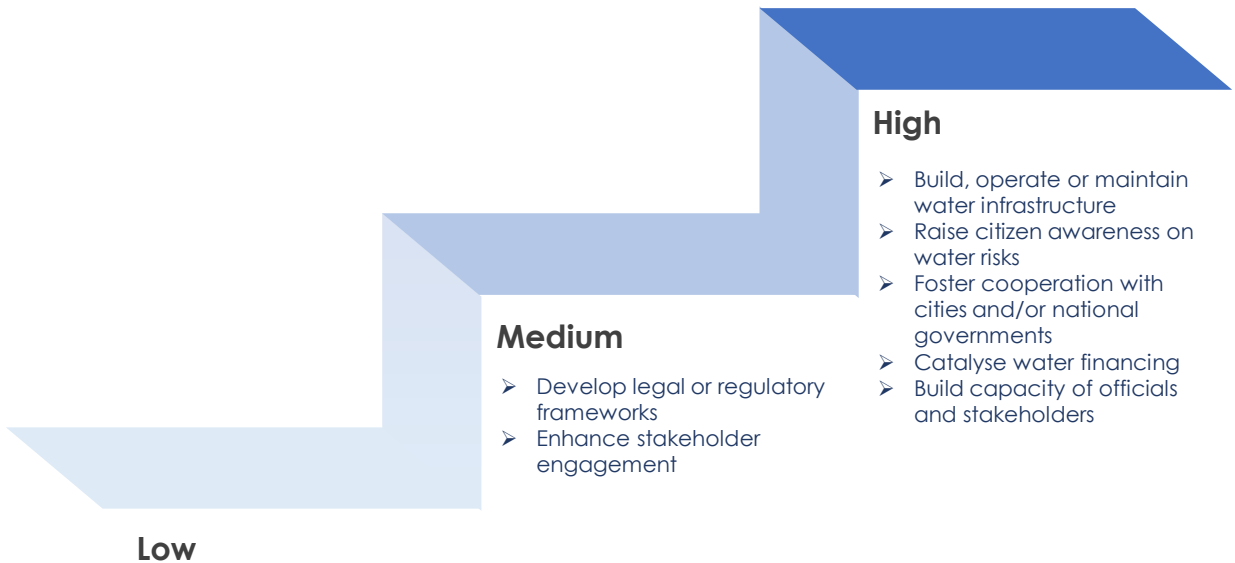 High
➢ Build, operate or maintain
water infrastructure
➢ Raise citizen awareness on
water risks
➢ Foster cooperation with
cities and/or national
governments
➢ Catalyse water financing
➢ Build capacity of officials
and stakeholders
Medium
➢ Develop legal or regulatory
frameworks
➢ Enhance stakeholder
engagement
Low